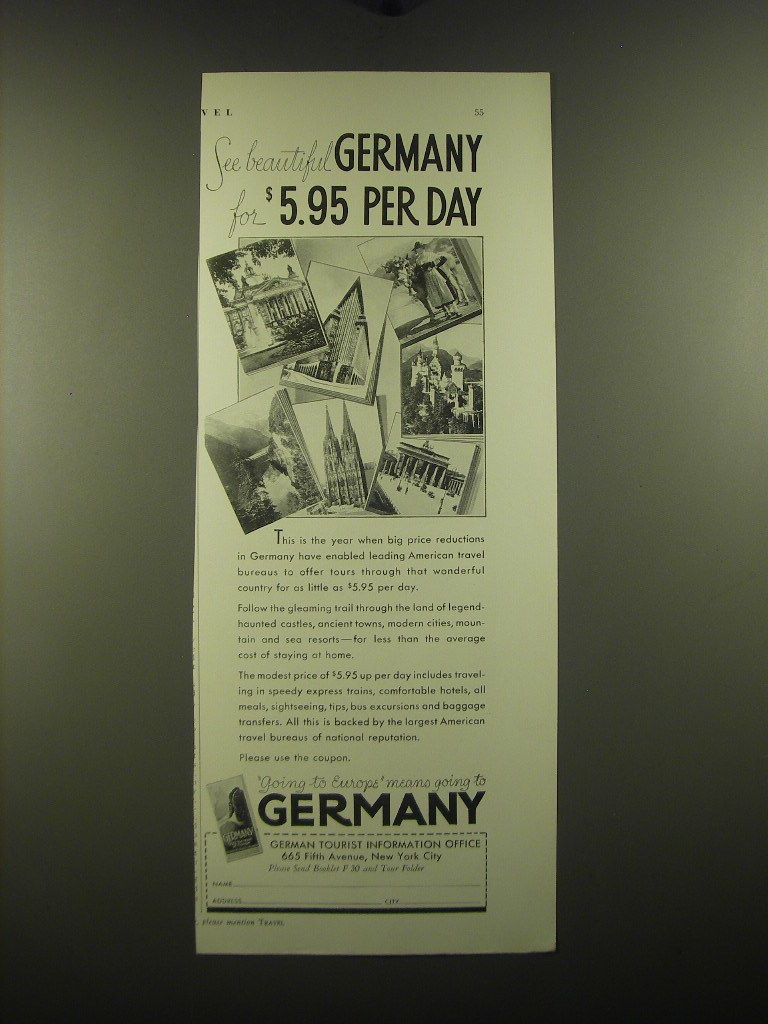 VEL 55
See beautiful GERMANY
for $5.95 PER DAY
This is the year when big price reductions
in Germany have enabled leading American travel
bureaus to offer tours through that wonderful
country for as little as $5.95 per day.
Follow the gleaming trail through the land of legend-
haunted castles, ancient towns, modern cities, moun-
tain and sea resorts—for less than the average
cost of staying at home.
The modest price of $5.95 up per day includes travel-
ing in speedy express trains, comfortable hotels, all
meals, sightseeing, tips, bus excursions and baggage
transfers. All this is backed by the largest American
travel bureaus of national reputation.
Please use the coupon.
"Going to Europe" means going to
GERMANY
GERMANY
GERMAN TOURIST INFORMATION OFFICE
665 Fifth Avenue, New York City
Please Send Booklet F 30 and Tour Folder
NAME
ADDRESS CITY
please mention TRAVEL